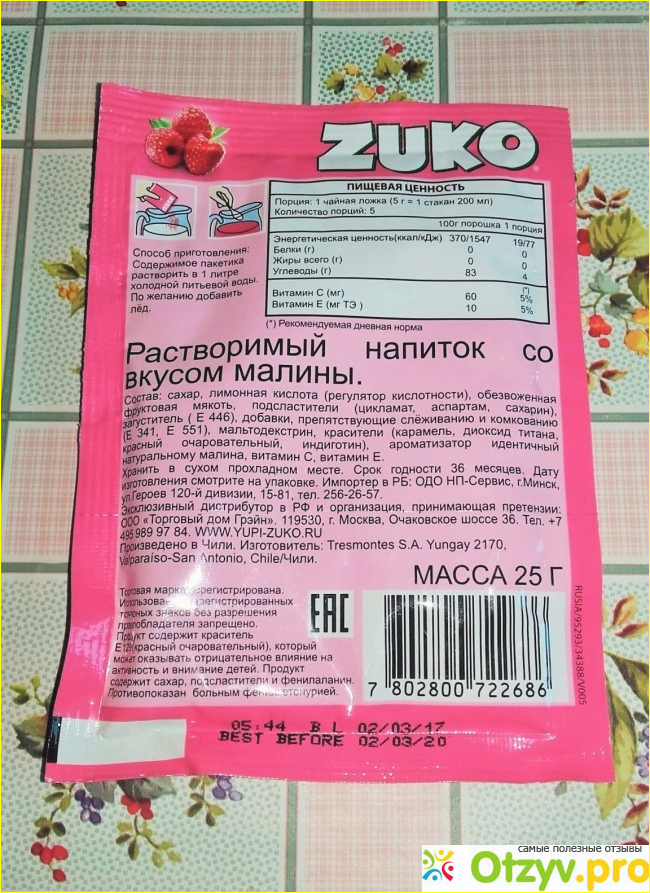 ZUKO
ПИЩЕВАЯ ЦЕННОСТЬ
Порция: 1 чайная ложка (5 г = 1 стакан 200 мл)
Количество порций: 5
100г порошка 1 порция
Энергетическая ценность(ккал/кДж) 370/1547 19/77
Белки (г) 0 0
Жиры всего (г) 0 0
Углеводы (г) 83 4
(*)
Витамин С (мг) 60 5%
Витамин Е (мг ТЭ ) 10 5%
(*) Рекомендуемая дневная норма
Способ приготовления:
Содержимое пакетика
растворить в 1 литре
холодной питьевой воды.
По желанию добавить
лёд.
Растворимый напиток со
вкусом малины.
Состав: сахар, лимонная кислота (регулятор кислотности), обезвоженная
фруктовая мякоть, подсластители (цикламат, аспартам, сахарин),
загуститель ( Е 446), добавки, препятствующие слёживанию и комкованию
(Е 341, Е 551), мальтодекстрин, красители (карамель, диоксид титана,
красный очаровательный, индиготин), ароматизатор идентичный
натуральному малина, витамин С, витамин Е.
Хранить в сухом прохладном месте. Срок годности 36 месяцев. Дату
изготовления смотрите на упаковке. Импортер в РБ: ОДО НП-Сервис, г.Минск,
ул.Героев 120-й дивизии, 15-81, тел. 256-26-57.
Эксклюзивный дистрибутор в РФ и организация, принимающая претензии:
ООО «Торговый дом Грэйн». 119530, г. Москва, Очаковское шоссе 36. Тел. +7
495 989 97 84. WWW.YUPI-ZUKO.RU
Произведено в Чили. Изготовитель: Tresmontes S.A. Yungay 2170,
Valparaíso-San Antonio, Chile/Чили.
МАССА 25 Г
Торговая марка зарегистрирована.
Использование зарегистрированных
товарных знаков без разрешения
правообладателя запрещено.
Продукт содержит краситель
Е129(красный очаровательный), который
может оказывать отрицательное влияние на
активность и внимание детей. Продукт
содержит сахар, подсластители и фенилаланин.
Противопоказан больным фенилкетонурией.
EAC
7 802800 722686
RUSIA/95293/34388/V005
05:44 B L 02/03/17
BEST BEFORE 02/03/20
самые полезные отзывы
Otzyv.pro